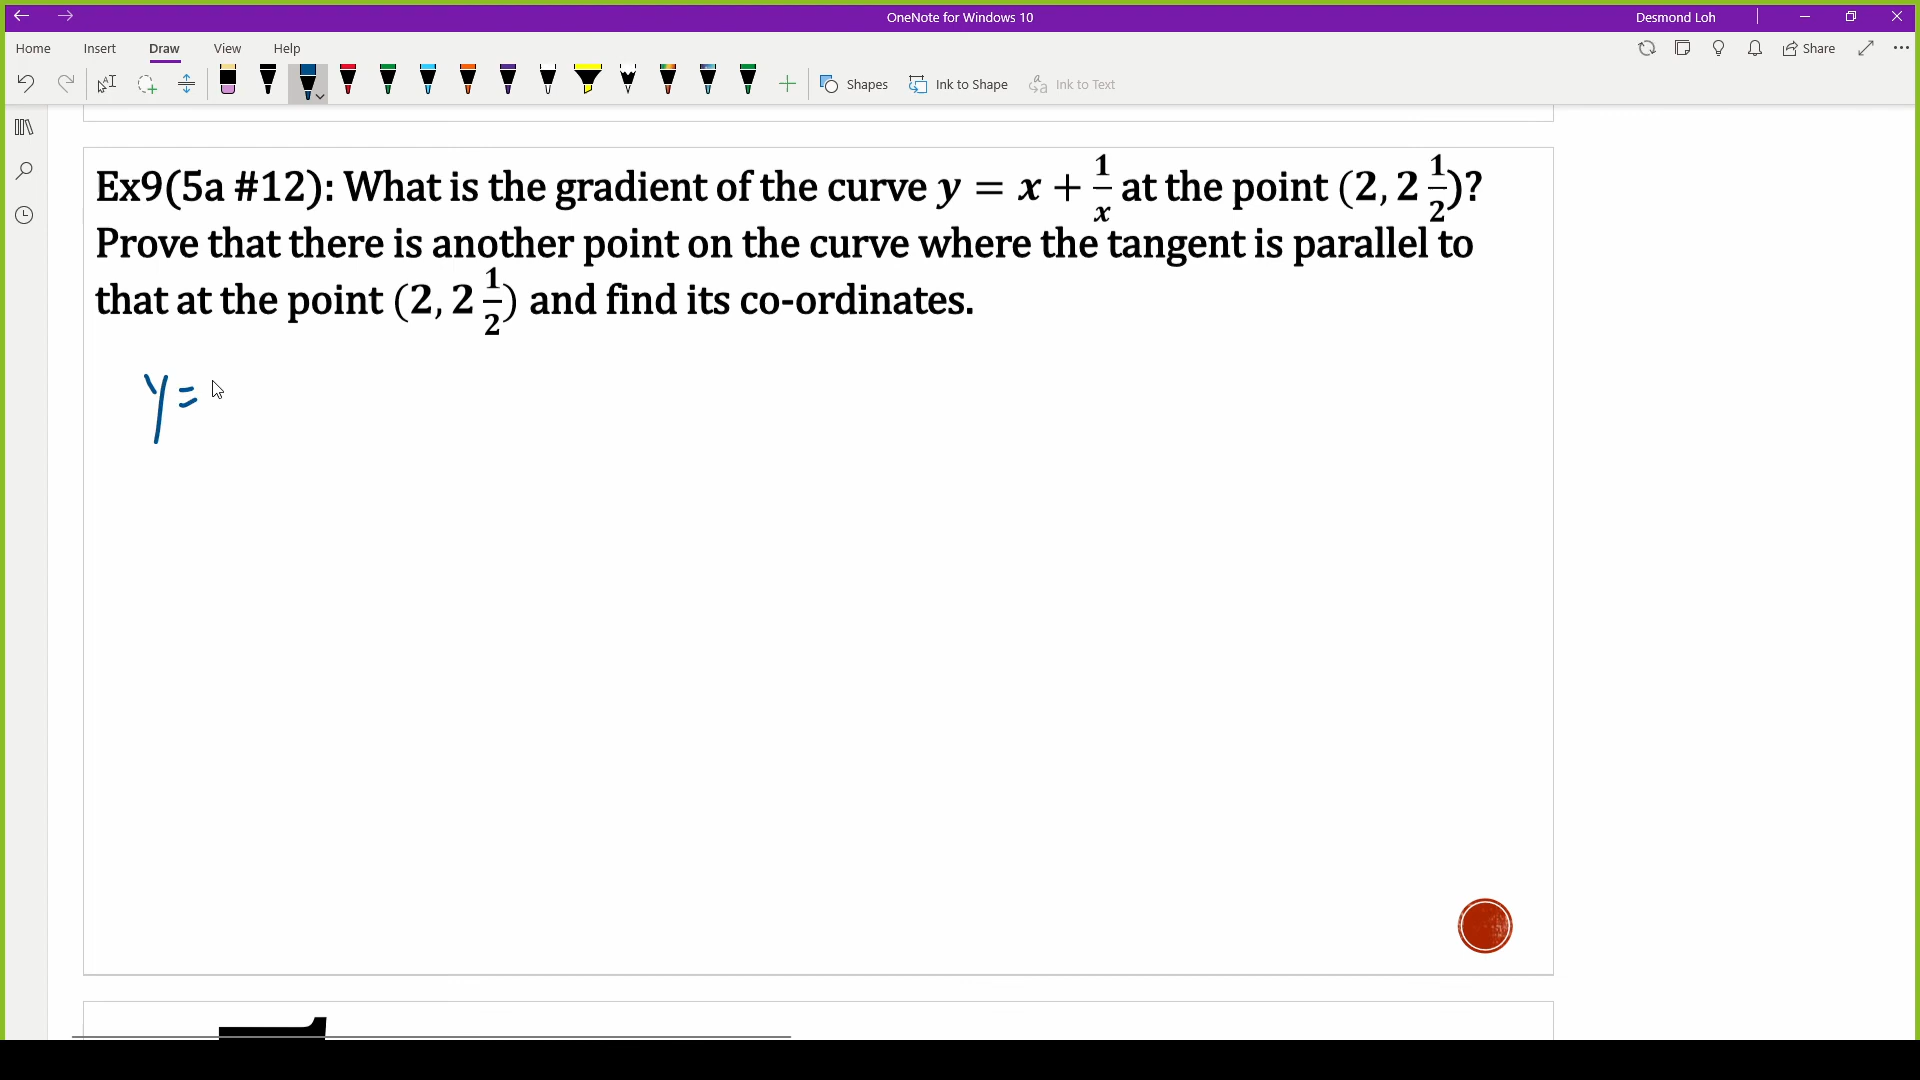 OneNote for Windows 10
Desmond Loh
Home Insert Draw View Help
Share
Shapes Ink to Shape Ink to Text
Ex9(5a #12): What is the gradient of the curve y = x + 1/x at the point (2, 2 1/2)?
Prove that there is another point on the curve where the tangent is parallel to
that at the point (2, 2 1/2) and find its co-ordinates.
y=